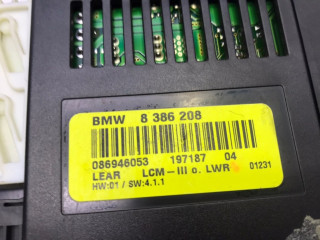 BMW 8 386 208
086946053 197187 04
LEAR LCM-III o. LWR 01231
HW:01 / SW:4.1.1